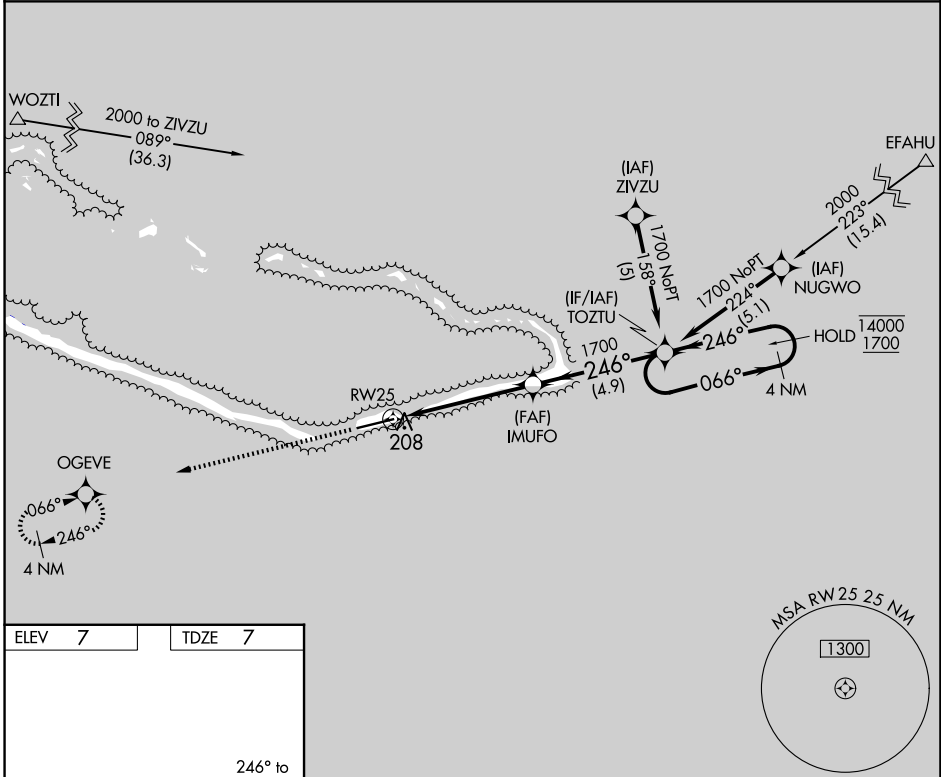 WOZTI
2000 to ZIVZU
089°
(36.3)
EFAHU
2000
223°
(15.4)
(IAF)
ZIVZU
1700 NoPT
158°
(5)
1700 NoPT
224°
(5.1)
(IAF)
NUGWO
(IF/IAF)
TOZTU
246°
066°
4 NM
HOLD
14000
1700
1700
246°
(4.9)
RW25
208
(FAF)
IMUFO
OGEVE
066°
246°
4 NM
MSA RW25 25 NM
1300
ELEV 7
TDZE 7
246° to